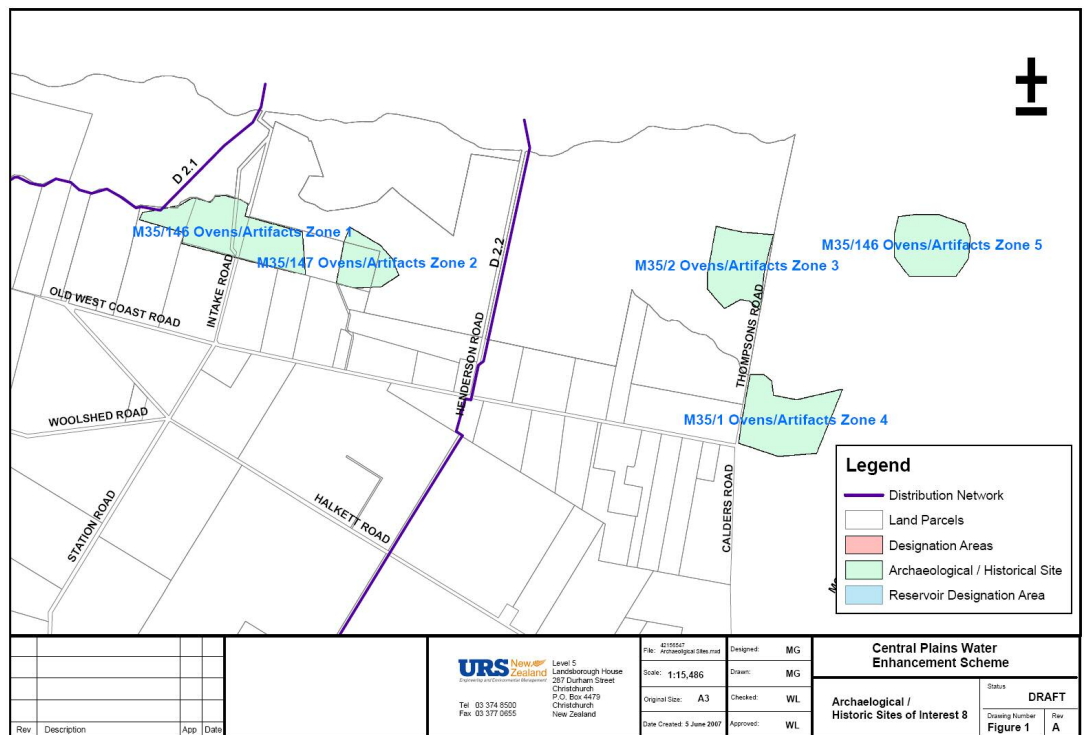 D 2.1
M35/146 Ovens/Artifacts Zone 1
M35/147 Ovens/Artifacts Zone 2
D 2.2
M35/2 Ovens/Artifacts Zone 3
M35/146 Ovens/Artifacts Zone 5
INTAKE ROAD
OLD WEST COAST ROAD
HENDERSON ROAD
THOMPSONS ROAD
M35/1 Ovens/Artifacts Zone 4
WOOLSHED ROAD
STATION ROAD
HALKETT ROAD
CALDERS ROAD
Legend
Distribution Network
Land Parcels
Designation Areas
Archaeological / Historical Site
Reservoir Designation Area
Rev Description App Date
URS New Zealand
Engineering and Environmental Management
Tel 03 374 8500
Fax 03 377 0655
Level 5
Landsborough House
287 Durham Street
Christchurch
P.O. Box 4479
Christchurch
New Zealand
File: 42156547 Archaeological Sites.mxd
Scale: 1:15,486
Original Size: A3
Date Created: 5 June 2007
Designed: MG
Drawn: MG
Checked: WL
Approved: WL
Central Plains Water
Enhancement Scheme
Archaeological /
Historic Sites of Interest 8
Status
DRAFT
Drawing Number
Figure 1
Rev
A